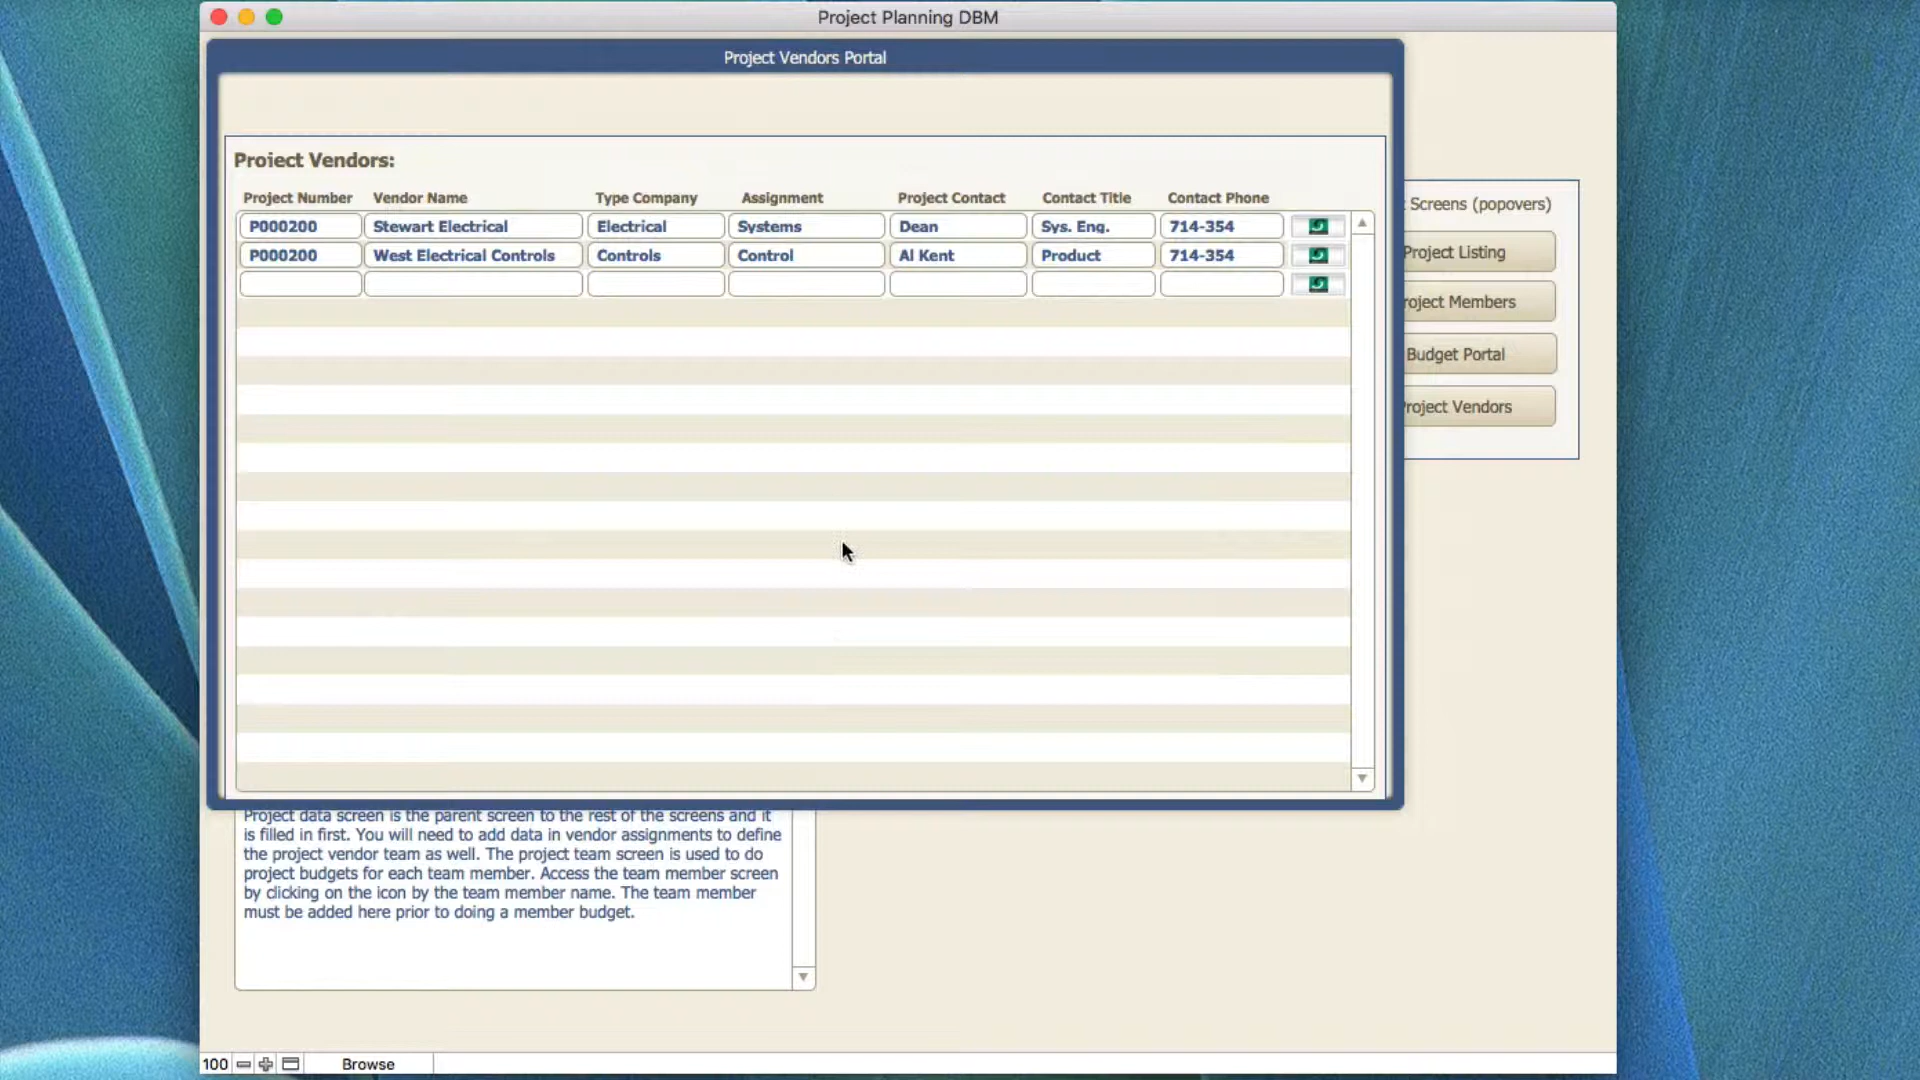 Project Planning DBM
Project Vendors Portal
Project Vendors:
Project Number Vendor Name Type Company Assignment Project Contact Contact Title Contact Phone
P000200 Stewart Electrical Electrical Systems Dean Sys. Eng. 714-354
P000200 West Electrical Controls Controls Control Al Kent Product 714-354
Screens (popovers)
Project Listing
roject Members
Budget Portal
Project Vendors
Project data screen is the parent screen to the rest of the screens and it
is filled in first. You will need to add data in vendor assignments to define
the project vendor team as well. The project team screen is used to do
project budgets for each team member. Access the team member screen
by clicking on the icon by the team member name. The team member
must be added here prior to doing a member budget.
100 Browse